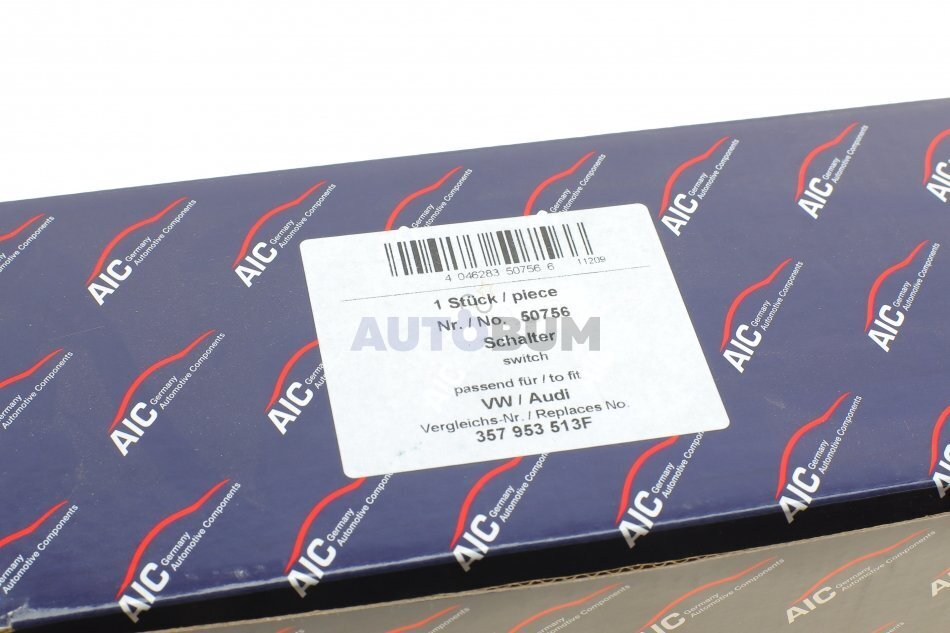 4 046283 50756 6
11209
1 Stück / piece
Nr. / No. 50756
AUTOBUM
Schalter
switch
passend für / to fit
VW / Audi
Vergleichs-Nr. / Replaces No.
357 953 513F
AIC Germany
Automotive Components